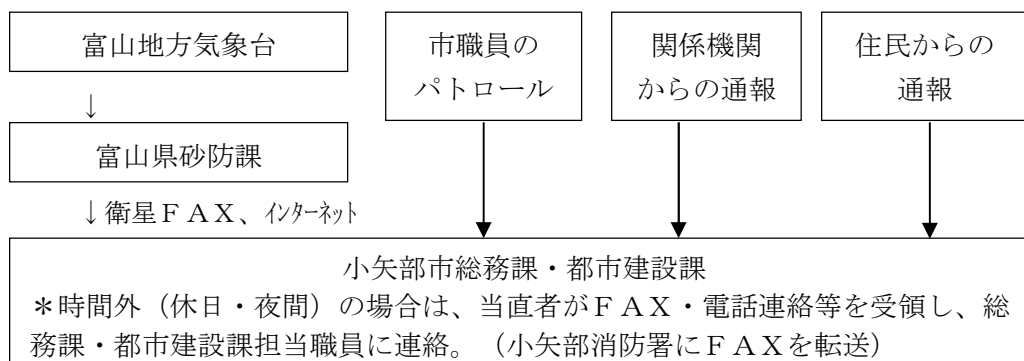 富山地方気象台
↓
富山県砂防課
↓衛星ＦＡＸ、ｲﾝﾀｰﾈｯﾄ
市職員の
パトロール
関係機関
からの通報
住民からの
通報
小矢部市総務課・都市建設課
＊時間外（休日・夜間）の場合は、当直者がＦＡＸ・電話連絡等を受領し、総
務課・都市建設課担当職員に連絡。（小矢部消防署にＦＡＸを転送）